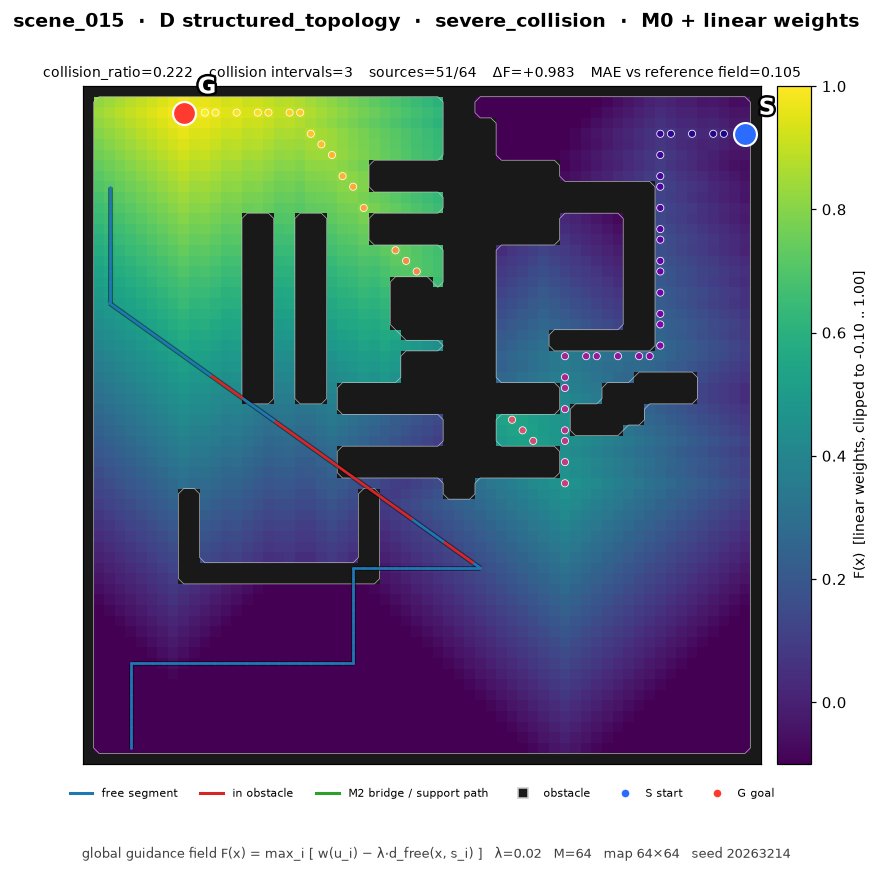 scene_015 · D structured_topology · severe_collision · M0 + linear weights
collision_ratio=0.222 collision intervals=3 sources=51/64 ΔF=+0.983 MAE vs reference field=0.105
G
S
1.0
0.8
0.6
0.4
0.2
0.0
F(x) [linear weights, clipped to -0.10 .. 1.00]
free segment
in obstacle
M2 bridge / support path
obstacle
S start
G goal
global guidance field F(x) = max_i [ w(u_i) − λ·d_free(x, s_i) ] λ=0.02 M=64 map 64×64 seed 20263214